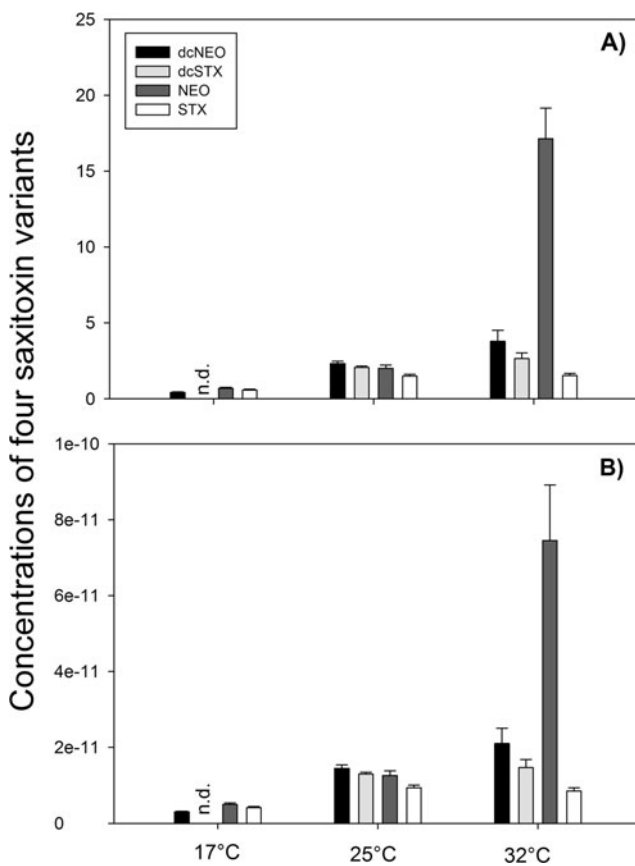 Concentrations of four saxitoxin variants
A)
dcNEO
dcSTX
NEO
STX
25
20
15
10
5
0
n.d.
B)
1e-10
8e-11
6e-11
4e-11
2e-11
0
n.d.
17°C 25°C 32°C